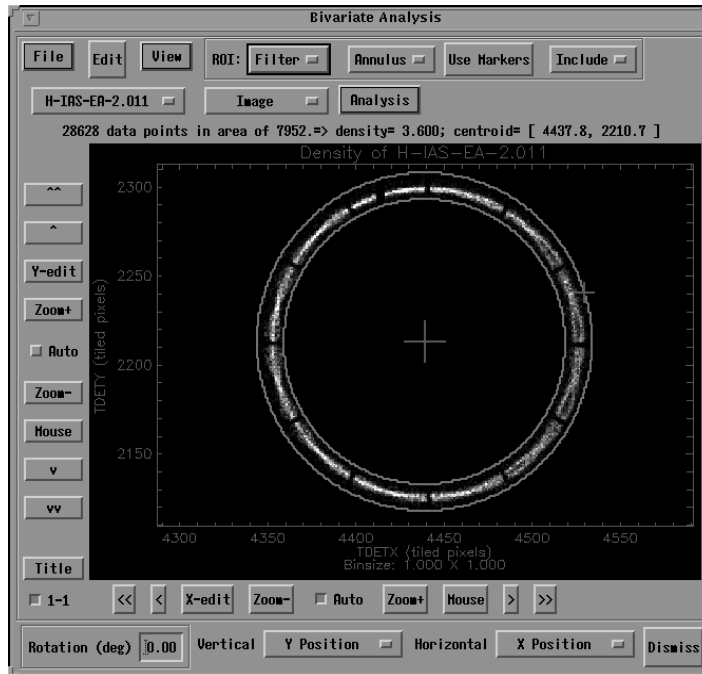 Bivariate Analysis
File Edit View ROI: Filter Annulus Use Markers Include
H-IAS-EA-2.011 Image Analysis
28628 data points in area of 7952.=> density= 3.600; centroid= [ 4437.8, 2210.7 ]
Density of H-IAS-EA-2.011
^^
^
Y-edit
Zoom+
Auto
Zoom-
Mouse
v
vv
Title
1-1
TDETY (tiled pixels)
2300
2250
2200
2150
4300 4350 4400 4450 4500 4550
TDETX (tiled pixels)
Binsize: 1.000 X 1.000
<< < X-edit Zoom- Auto Zoom+ Mouse > >>
Rotation (deg) 0.00 Vertical Y Position Horizontal X Position Dismiss